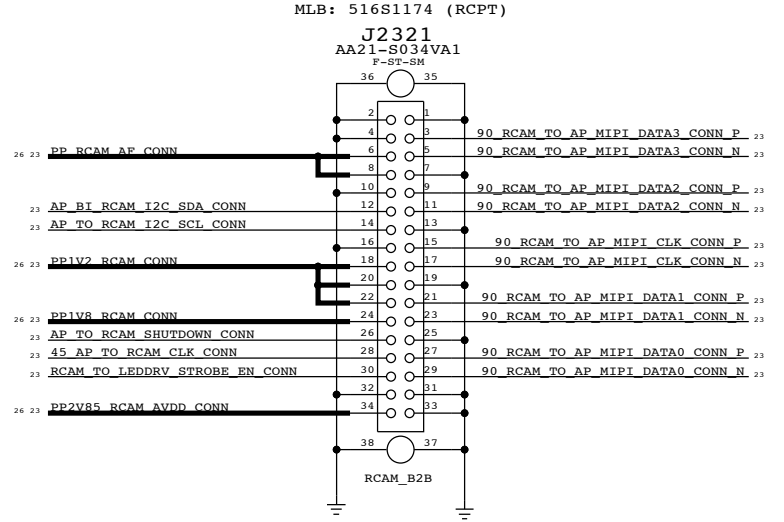 MLB: 516S1174 (RCPT)
J2321
AA21-S034VA1
F-ST-SM
36 35
2 1
4 3 90_RCAM_TO_AP_MIPI_DATA3_CONN_P 23
26 23 PP_RCAM_AF_CONN 6 5 90_RCAM_TO_AP_MIPI_DATA3_CONN_N 23
8 7
10 9 90_RCAM_TO_AP_MIPI_DATA2_CONN_P 23
23 AP_BI_RCAM_I2C_SDA_CONN 12 11 90_RCAM_TO_AP_MIPI_DATA2_CONN_N 23
23 AP_TO_RCAM_I2C_SCL_CONN 14 13
16 15 90_RCAM_TO_AP_MIPI_CLK_CONN_P 23
26 23 PP1V2_RCAM_CONN 18 17 90_RCAM_TO_AP_MIPI_CLK_CONN_N 23
20 19
22 21 90_RCAM_TO_AP_MIPI_DATA1_CONN_P 23
26 23 PP1V8_RCAM_CONN 24 23 90_RCAM_TO_AP_MIPI_DATA1_CONN_N 23
23 AP_TO_RCAM_SHUTDOWN_CONN 26 25
23 45_AP_TO_RCAM_CLK_CONN 28 27 90_RCAM_TO_AP_MIPI_DATA0_CONN_P 23
23 RCAM_TO_LEDDRV_STROBE_EN_CONN 30 29 90_RCAM_TO_AP_MIPI_DATA0_CONN_N 23
32 31
26 23 PP2V85_RCAM_AVDD_CONN 34 33
38 37
RCAM_B2B